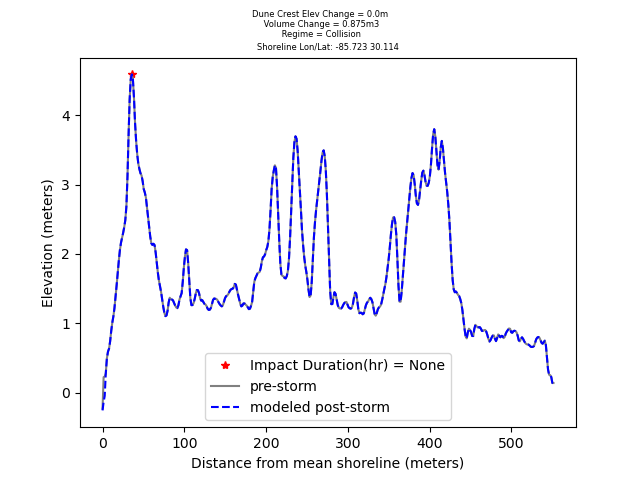 Dune Crest Elev Change = 0.0m
Volume Change = 0.875m3
Regime = Collision
Shoreline Lon/Lat: -85.723 30.114
4
3
2
1
0
Elevation (meters)
Impact Duration(hr) = None
pre-storm
modeled post-storm
0 100 200 300 400 500
Distance from mean shoreline (meters)